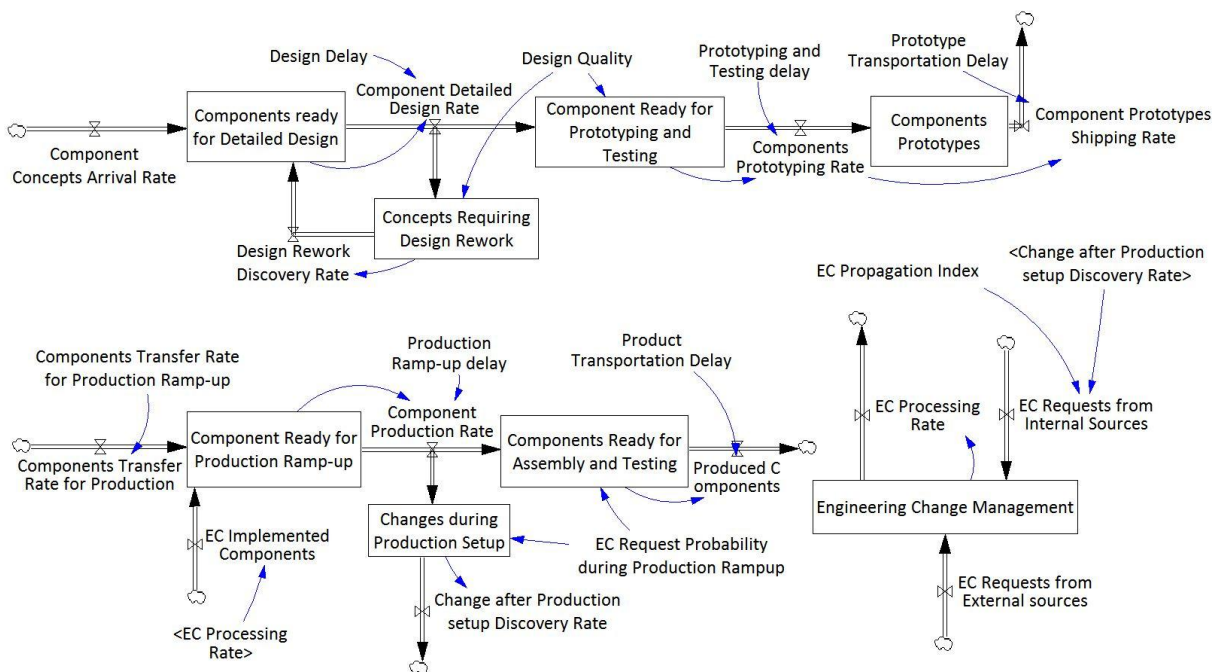 Design Delay
Design Quality
Prototyping and
Testing delay
Prototype
Transportation Delay
Component Detailed
Design Rate
Components ready
for Detailed Design
Component Ready for
Prototyping and
Testing
Components
Prototypes
Component Prototypes
Shipping Rate
Component
Concepts Arrival Rate
Components
Prototyping Rate
Concepts Requiring
Design Rework
Design Rework
Discovery Rate
EC Propagation Index
<Change after Production
setup Discovery Rate>
Components Transfer Rate
for Production Ramp-up
Production
Ramp-up delay
Product
Transportation Delay
Component
Production Rate
EC Processing
Rate
EC Requests from
Internal Sources
Component Ready for
Production Ramp-up
Components Ready for
Assembly and Testing
Components Transfer
Rate for Production
Produced C
omponents
Engineering Change Management
Changes during
Production Setup
EC Implemented
Components
EC Request Probability
during Production Rampup
Change after Production
setup Discovery Rate
EC Requests from
External sources
<EC Processing
Rate>